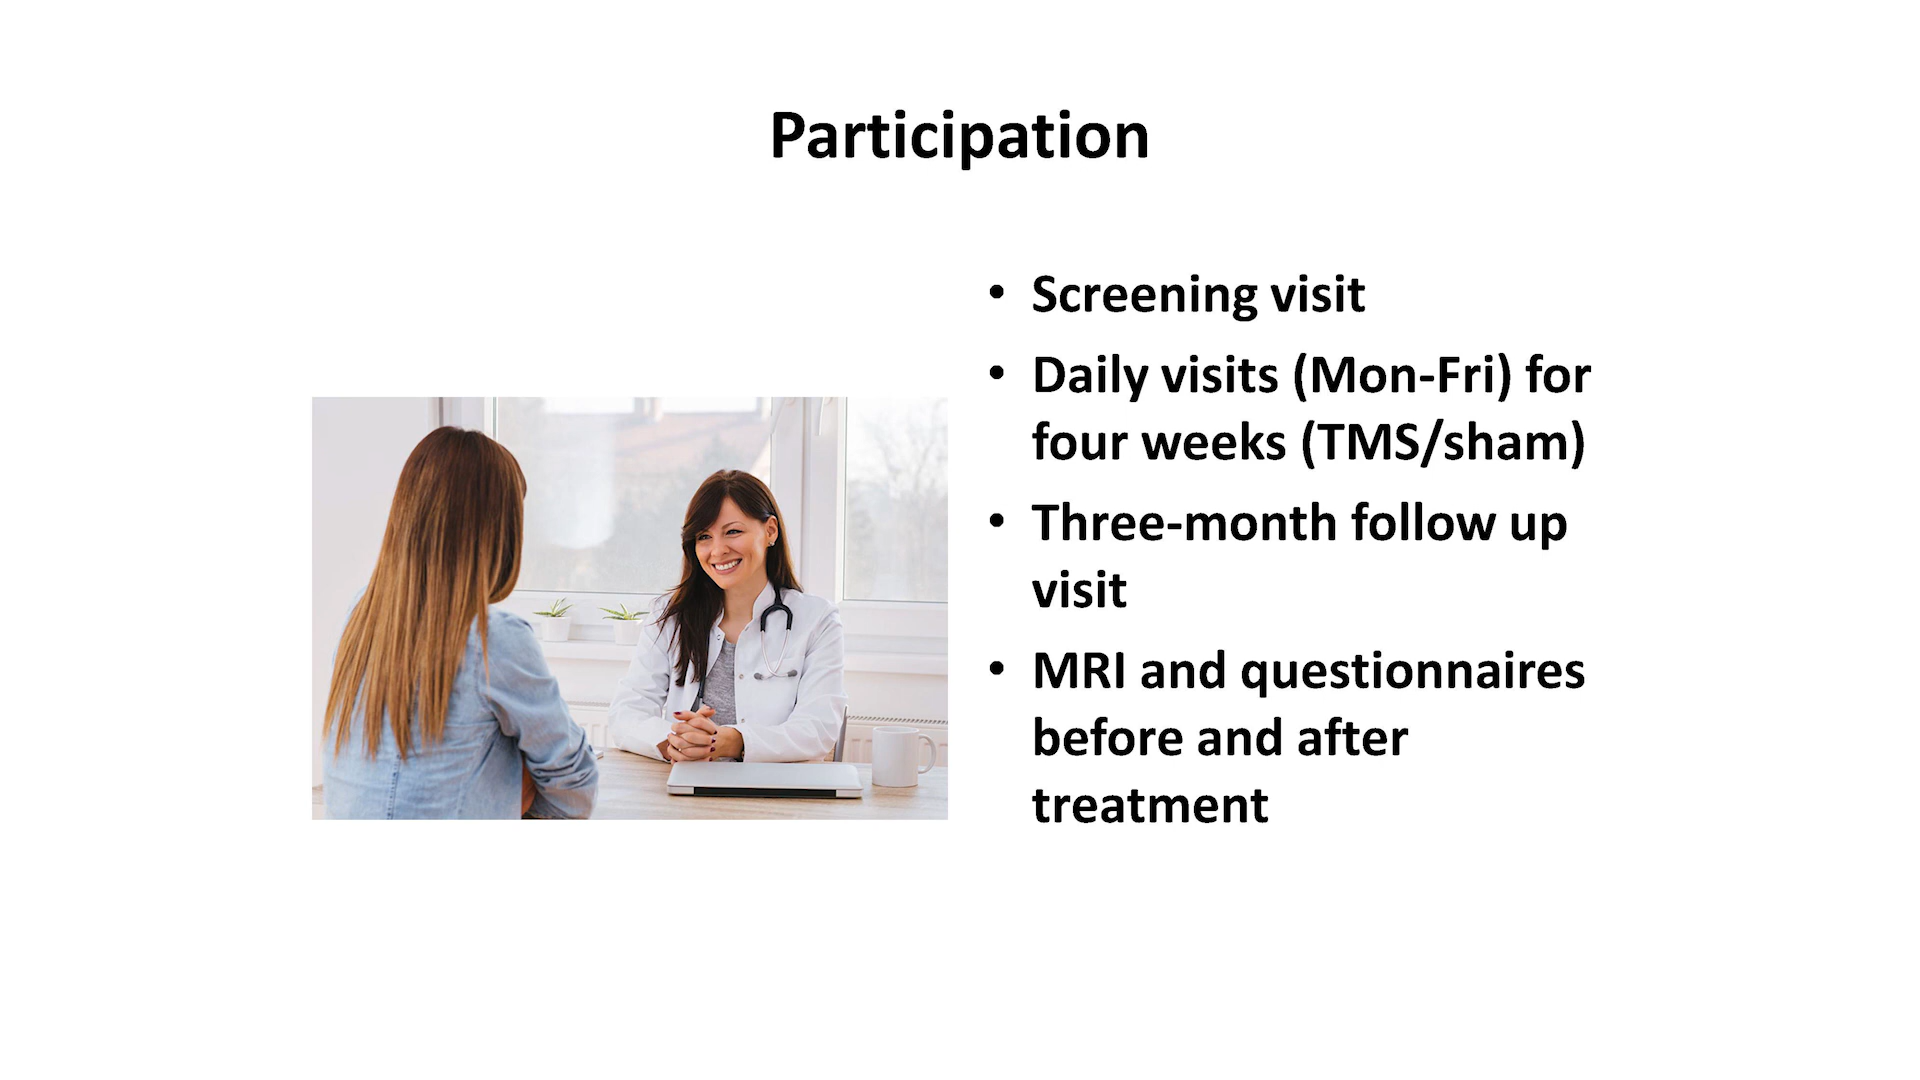 Participation
• Screening visit
• Daily visits (Mon-Fri) for
four weeks (TMS/sham)
• Three-month follow up
visit
• MRI and questionnaires
before and after
treatment